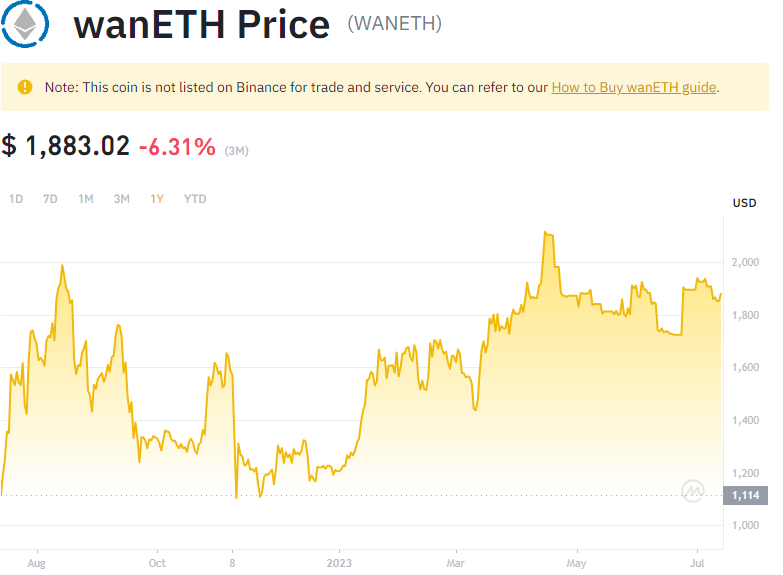 wanETH Price (WANETH)
Note: This coin is not listed on Binance for trade and service. You can refer to our How to Buy wanETH guide.
$ 1,883.02 -6.31% (3M)
1D 7D 1M 3M 1Y YTD
USD
2,000
1,800
1,600
1,400
1,200
1,114
1,000
Aug Oct 8 2023 Mar May Jul